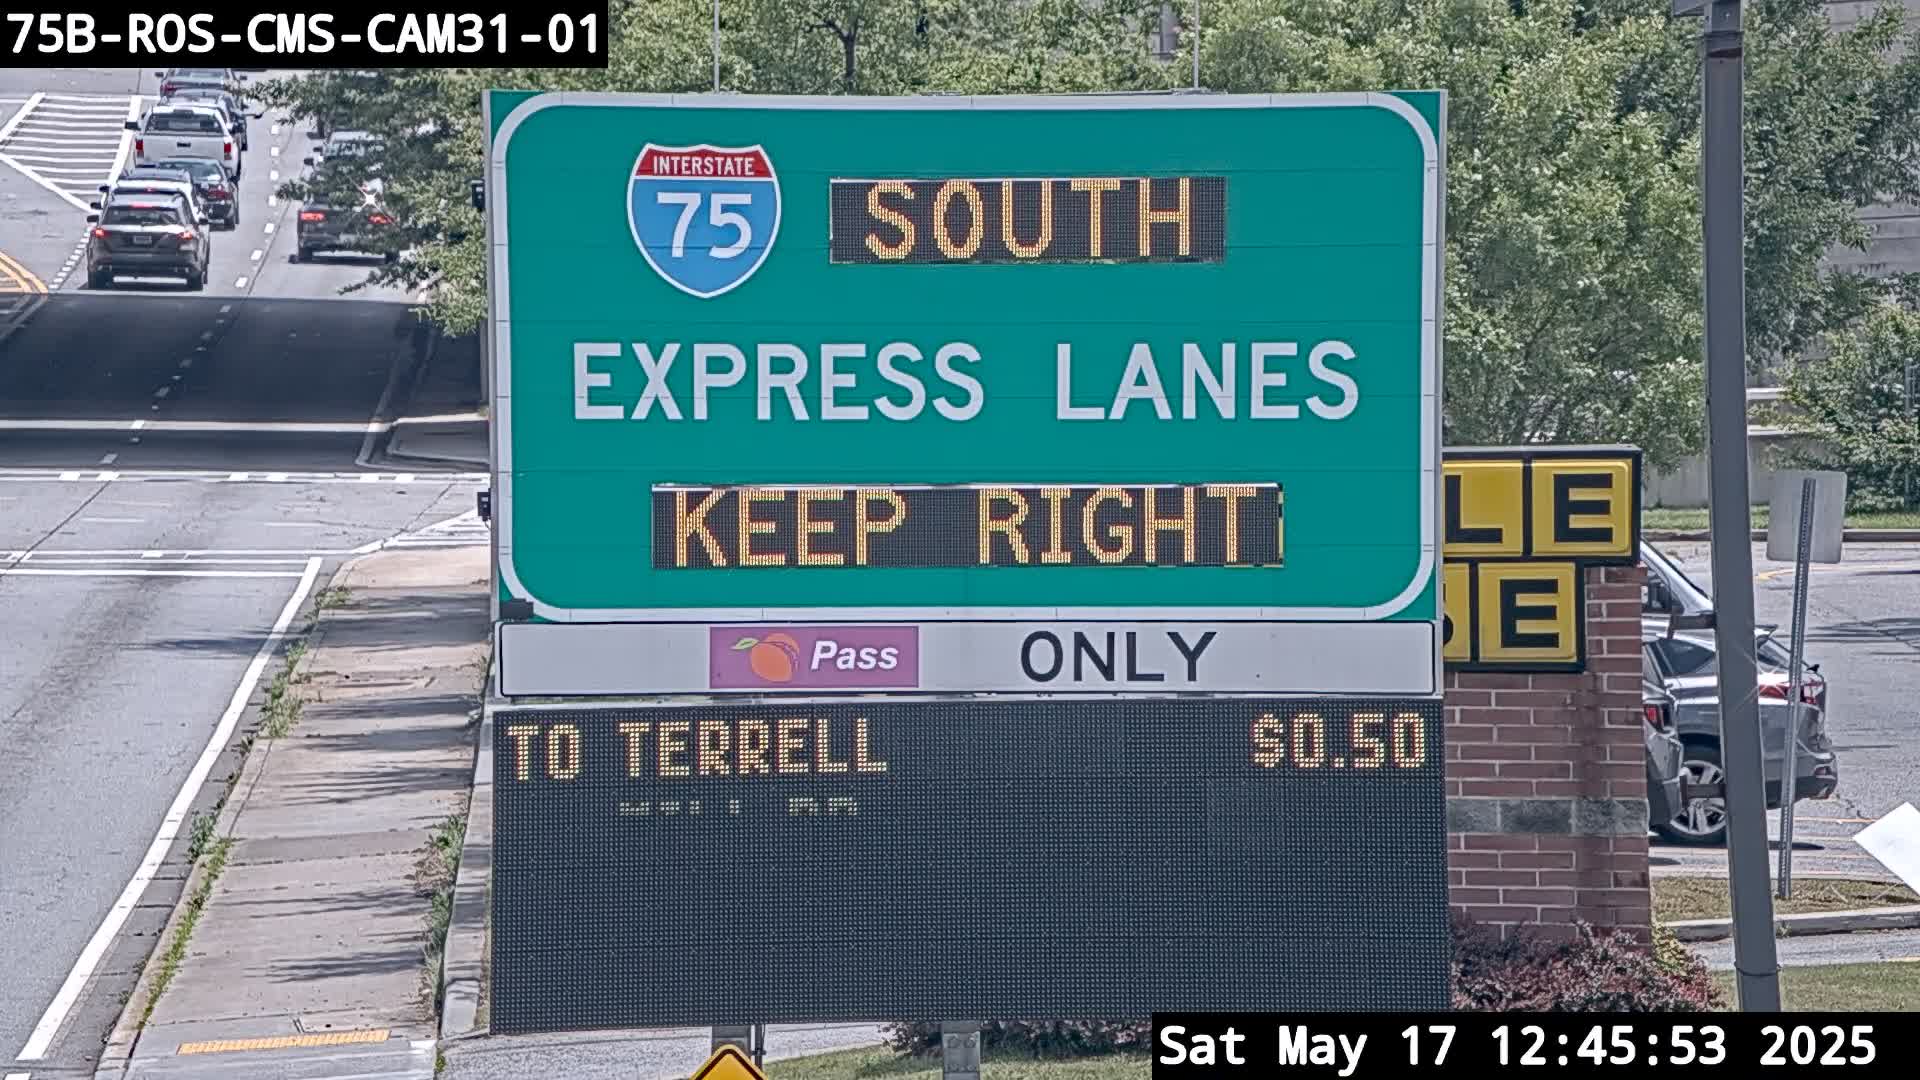 75B-ROS-CMS-CAM31-01
INTERSTATE
75
SOUTH
EXPRESS LANES
KEEP RIGHT
Pass ONLY
TO TERRELL $0.50
LE
E
Sat May 17 12:45:53 2025